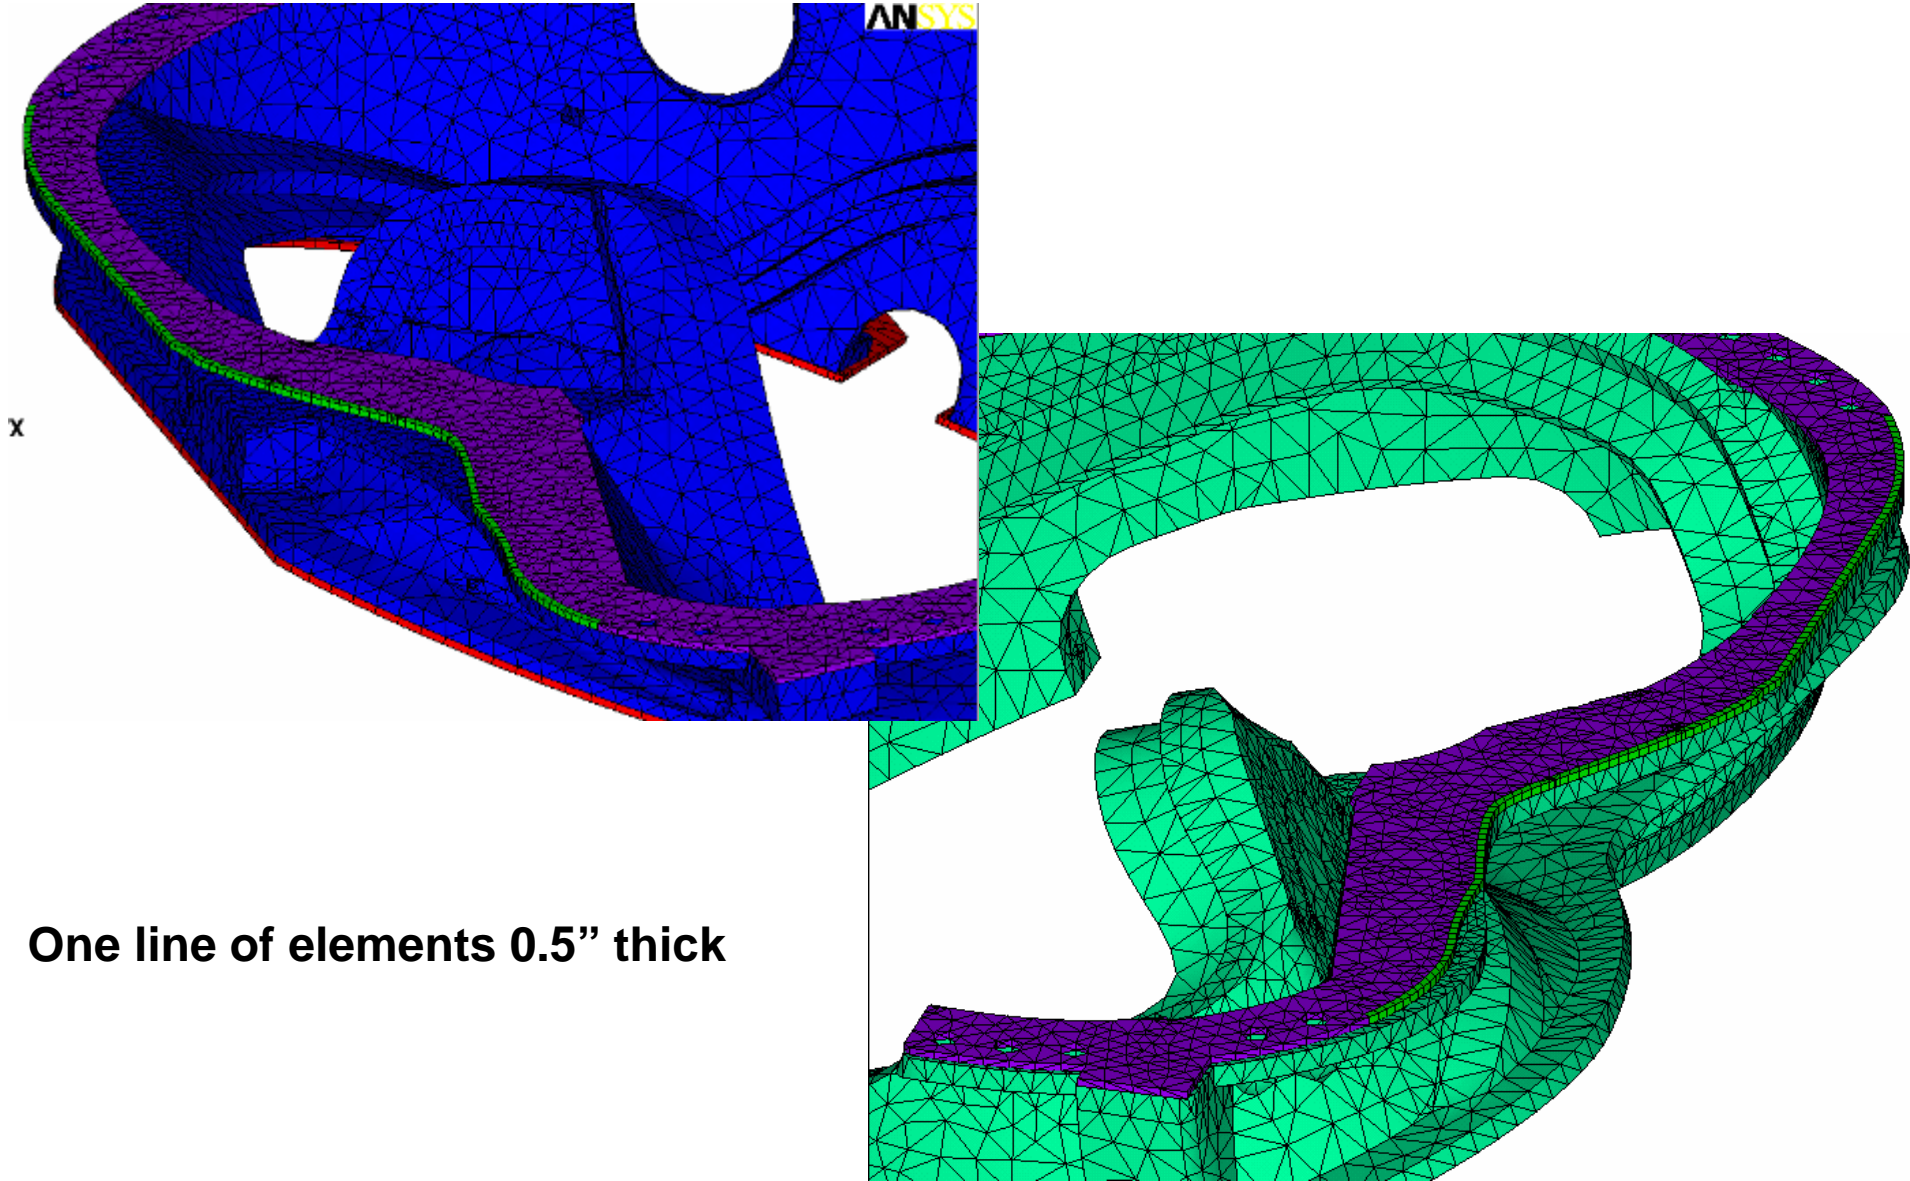 ANSYS
X
One line of elements 0.5” thick